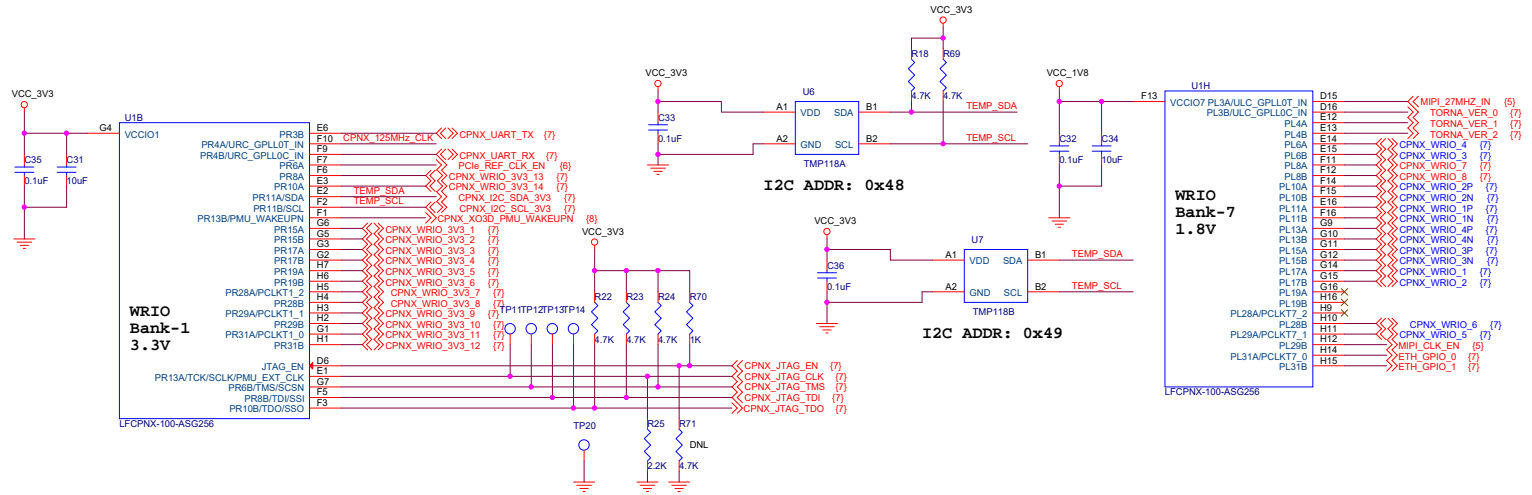 VCC_3V3
C35
0.1uF
C31
10uF
U1B
G4
VCCIO1
WRIO
Bank-1
3.3V
PR3B E6 CPNX_UART_TX {7}
PR4A/URC_GPLL0T_IN F10 CPNX_125MHz_CLK
PR4B/URC_GPLL0C_IN F9 CPNX_UART_RX {7}
PR6A F7 PCIe_REF_CLK_EN {6}
PR8A F6 CPNX_WRIO_3V3_13 {7}
PR10A E3 CPNX_WRIO_3V3_14 {7}
PR11A/SDA E2 TEMP_SDA CPNX_I2C_SDA_3V3 {7}
PR11B/SCL F2 TEMP_SCL CPNX_I2C_SCL_3V3 {7}
PR13B/PMU_WAKEUPN F1 CPNX_XO3D_PMU_WAKEUPN {8}
PR15A G6 CPNX_WRIO_3V3_1 {7}
PR15B G5 CPNX_WRIO_3V3_2 {7}
PR17A G3 CPNX_WRIO_3V3_3 {7}
PR17B G2 CPNX_WRIO_3V3_4 {7}
PR19A H7 CPNX_WRIO_3V3_5 {7}
PR19B H6 CPNX_WRIO_3V3_6 {7}
PR28A/PCLKT1_2 H5 CPNX_WRIO_3V3_7 {7}
PR28B H4 CPNX_WRIO_3V3_8 {7}
PR29A/PCLKT1_1 H3 CPNX_WRIO_3V3_9 {7}
PR29B H2 CPNX_WRIO_3V3_10 {7}
PR31A/PCLKT1_0 G1 CPNX_WRIO_3V3_11 {7}
PR31B H1 CPNX_WRIO_3V3_12 {7}
JTAG_EN D6 CPNX_JTAG_EN {7}
PR13A/TCK/SCLK/PMU_EXT_CLK E1 CPNX_JTAG_CLK {7}
PR6B/TMS/SCSN G7 CPNX_JTAG_TMS {7}
PR8B/TDI/SSI F5 CPNX_JTAG_TDI {7}
PR10B/TDO/SSO F3 CPNX_JTAG_TDO {7}
LFCPNX-100-ASG256
VCC_3V3
TP11 TP12 TP13 TP14
R22 R23 R24 R70
4.7K 4.7K 4.7K 1K
TP20
R25
2.2K
R71
DNL
4.7K
VCC_3V3
C33
0.1uF
U6
A1 VDD SDA B1 TEMP_SDA
A2 GND SCL B2 TEMP_SCL
TMP118A
I2C ADDR: 0x48
VCC_3V3
R18 R69
4.7K 4.7K
VCC_3V3
C36
0.1uF
U7
A1 VDD SDA B1 TEMP_SDA
A2 GND SCL B2 TEMP_SCL
TMP118B
I2C ADDR: 0x49
VCC_1V8
C32
0.1uF
C34
10uF
U1H
F13
VCCIO7
WRIO
Bank-7
1.8V
PL3A/ULC_GPLL0T_IN D15 MIPI_27MHZ_IN {5}
PL3B/ULC_GPLL0C_IN D16 TORNA_VER_0 {7}
PL4A E12 TORNA_VER_1 {7}
PL4B E13 TORNA_VER_2 {7}
PL6A E14 CPNX_WRIO_4 {7}
PL6B E15 CPNX_WRIO_3 {7}
PL8A F11 CPNX_WRIO_7 {7}
PL8B F12 CPNX_WRIO_8 {7}
PL10A F14 CPNX_WRIO_2P {7}
PL10B F15 CPNX_WRIO_2N {7}
PL11A E16 CPNX_WRIO_1P {7}
PL11B F16 CPNX_WRIO_1N {7}
PL13A G9 CPNX_WRIO_4P {7}
PL13B G10 CPNX_WRIO_4N {7}
PL15A G11 CPNX_WRIO_3P {7}
PL15B G12 CPNX_WRIO_3N {7}
PL17A G14 CPNX_WRIO_1 {7}
PL17B G15 CPNX_WRIO_2 {7}
PL19A G16
PL19B H16
PL28A/PCLKT7_2 H9
PL28B H10 CPNX_WRIO_6 {7}
PL29A/PCLKT7_1 H11 CPNX_WRIO_5 {7}
PL29B H12 MIPI_CLK_EN {5}
PL31A/PCLKT7_0 H14 ETH_GPIO_0 {7}
PL31B H15 ETH_GPIO_1 {7}
LFCPNX-100-ASG256